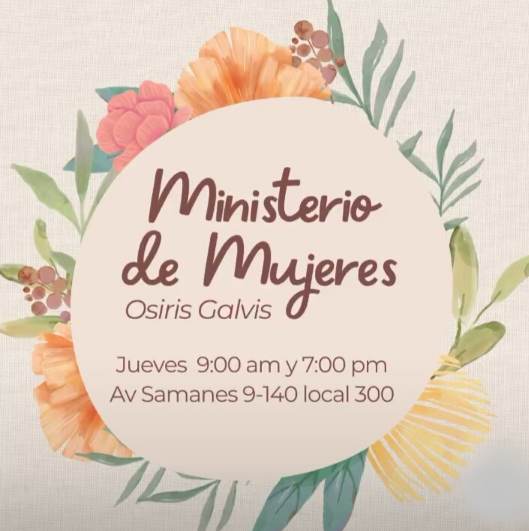 Ministerio
de Mujeres
Osiris Galvis
Jueves 9:00 am y 7:00 pm
Av Samanes 9-140 local 300